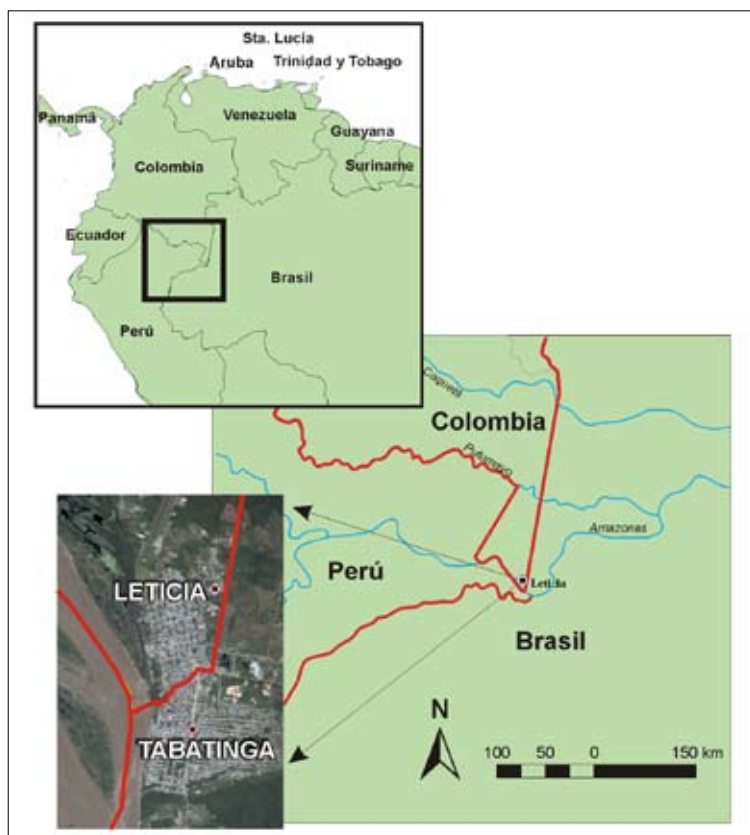 Sta. Lucía
Aruba
Trinidad y Tobago
Panamá
Venezuela
Guayana
Colombia
Suriname
Ecuador
Brasil
Perú
Caquetá
Colombia
Putumayo
Amazonas
Perú
Leticia
Brasil
LETICIA
TABATINGA
N
100 50 0 150 km